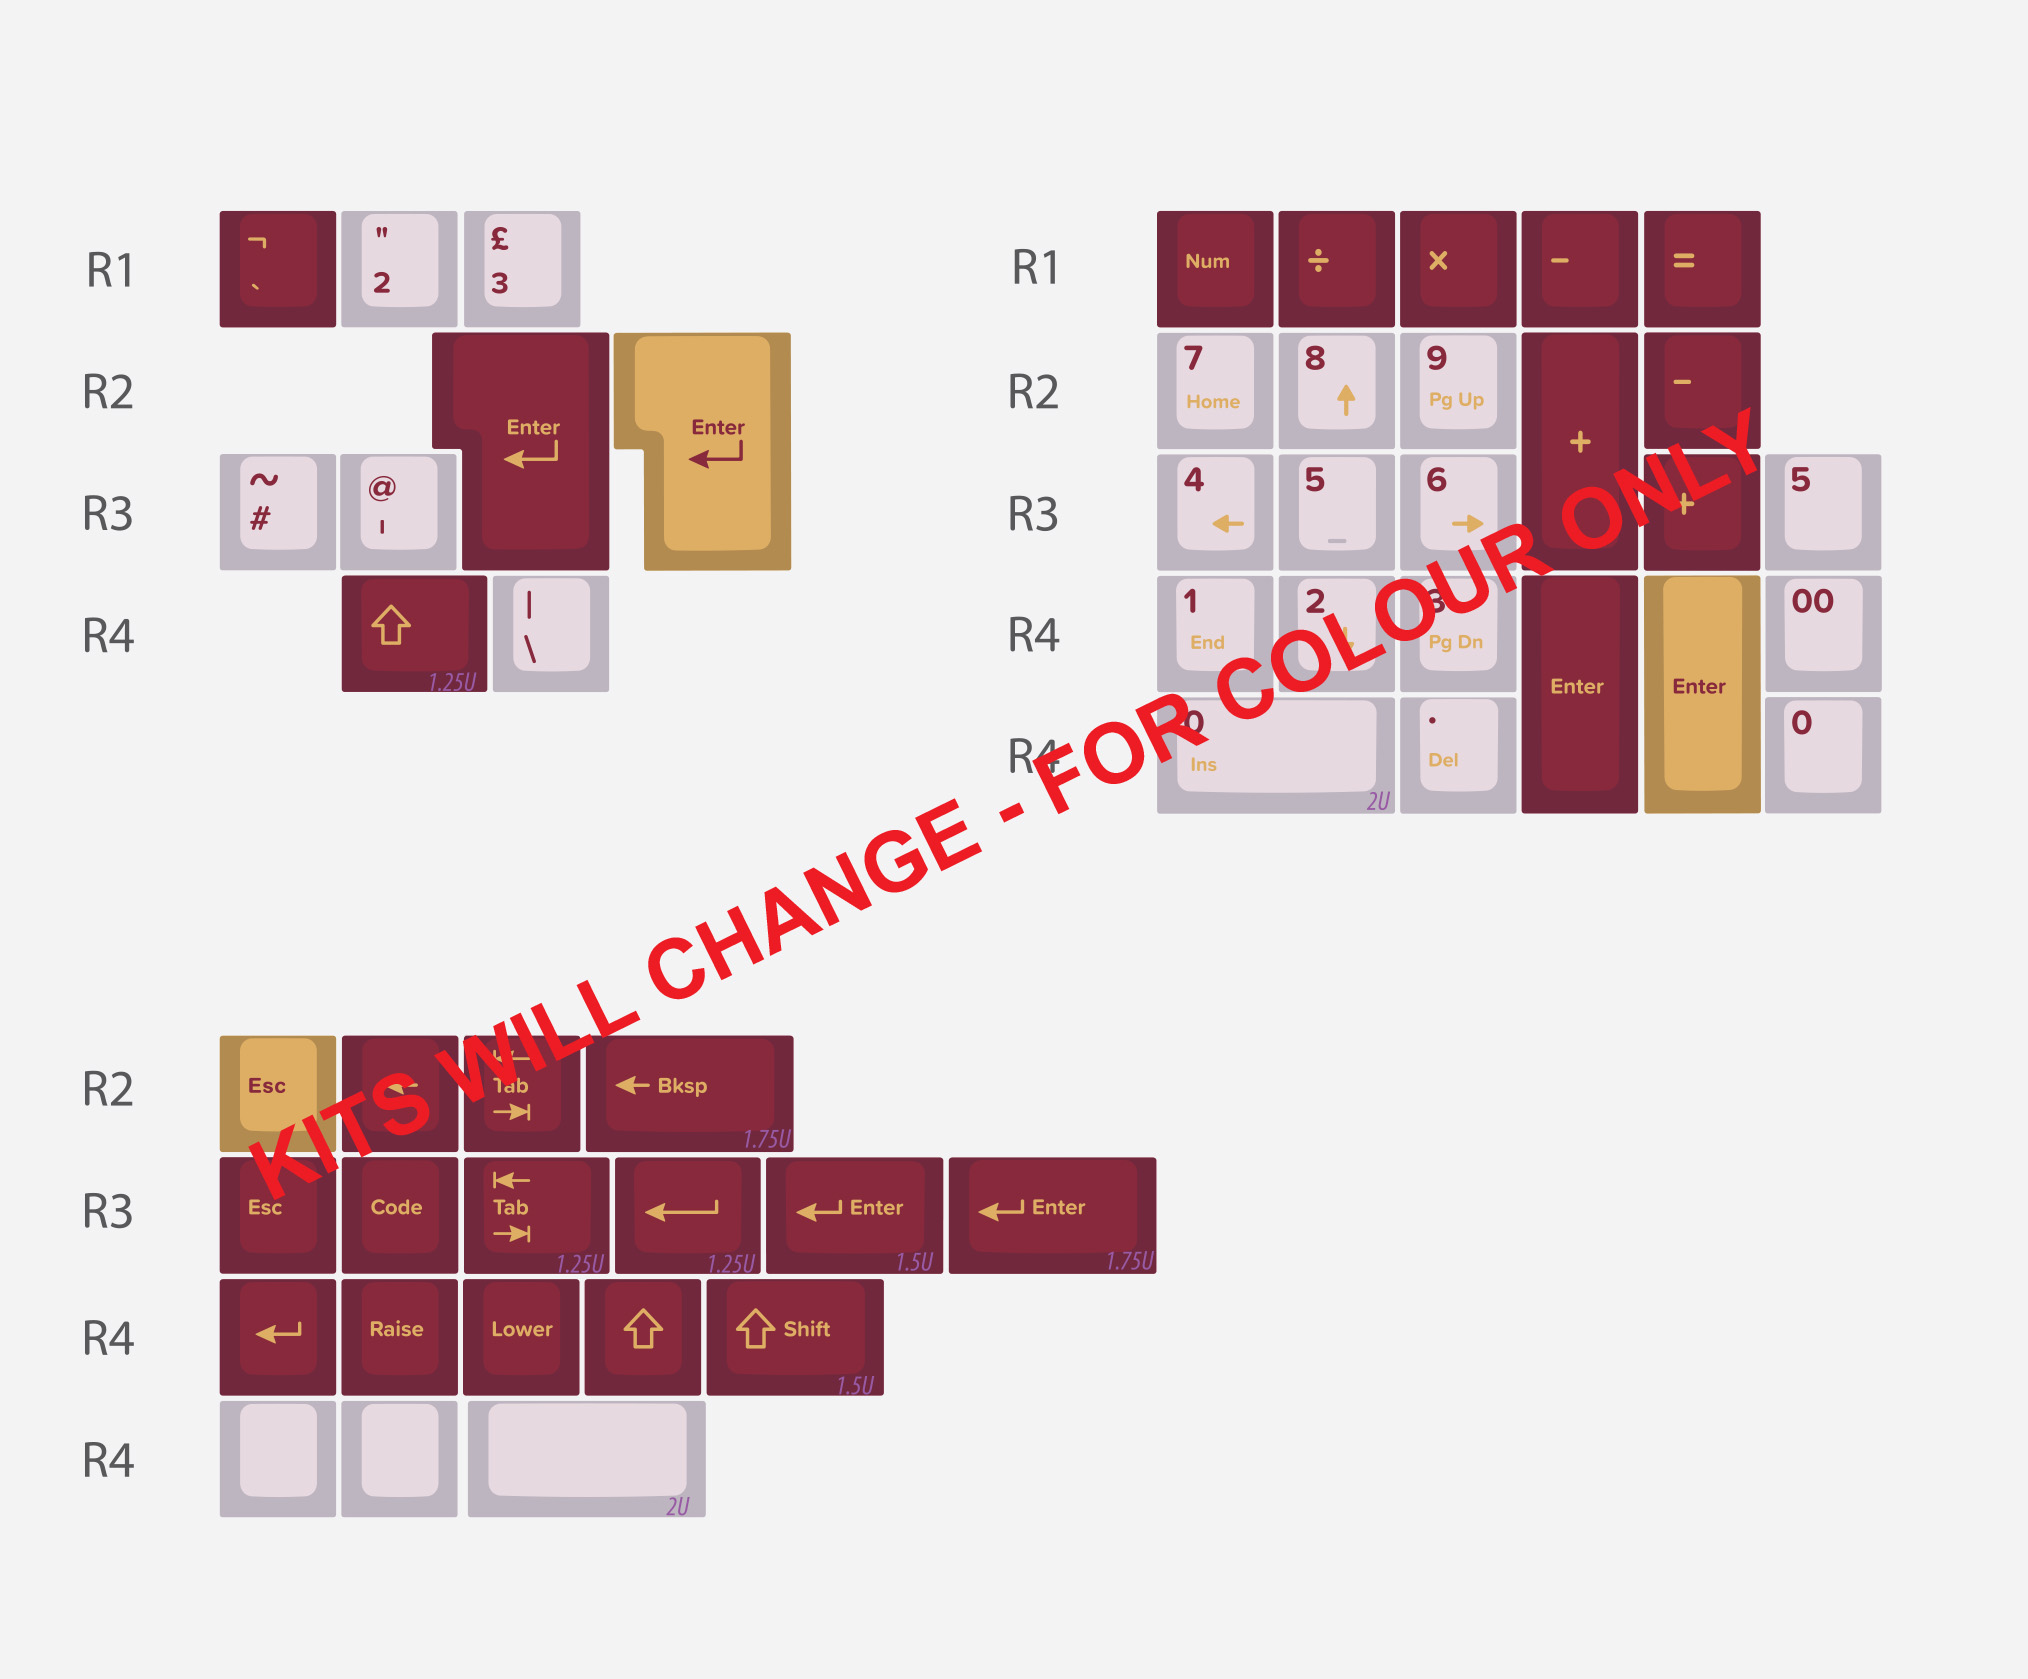 R1
¬
`
"
2
£
3
R2
Enter
Enter
R3
~
#
@
'
R4
1.25U
|
\
R1
Num
÷
×
−
=
R2
7
Home
8
9
Pg Up
+
−
R3
4
5
_
6
+
5
R4
1
End
2
3
Pg Dn
Enter
Enter
00
R4
0
Ins
2U
.
Del
0
KITS WILL CHANGE - FOR COLOUR ONLY
R2
Esc
Tab
Bksp
1.75U
R3
Esc
Code
Tab
1.25U
1.25U
Enter
1.5U
Enter
1.75U
R4
Raise
Lower
Shift
1.5U
R4
2U